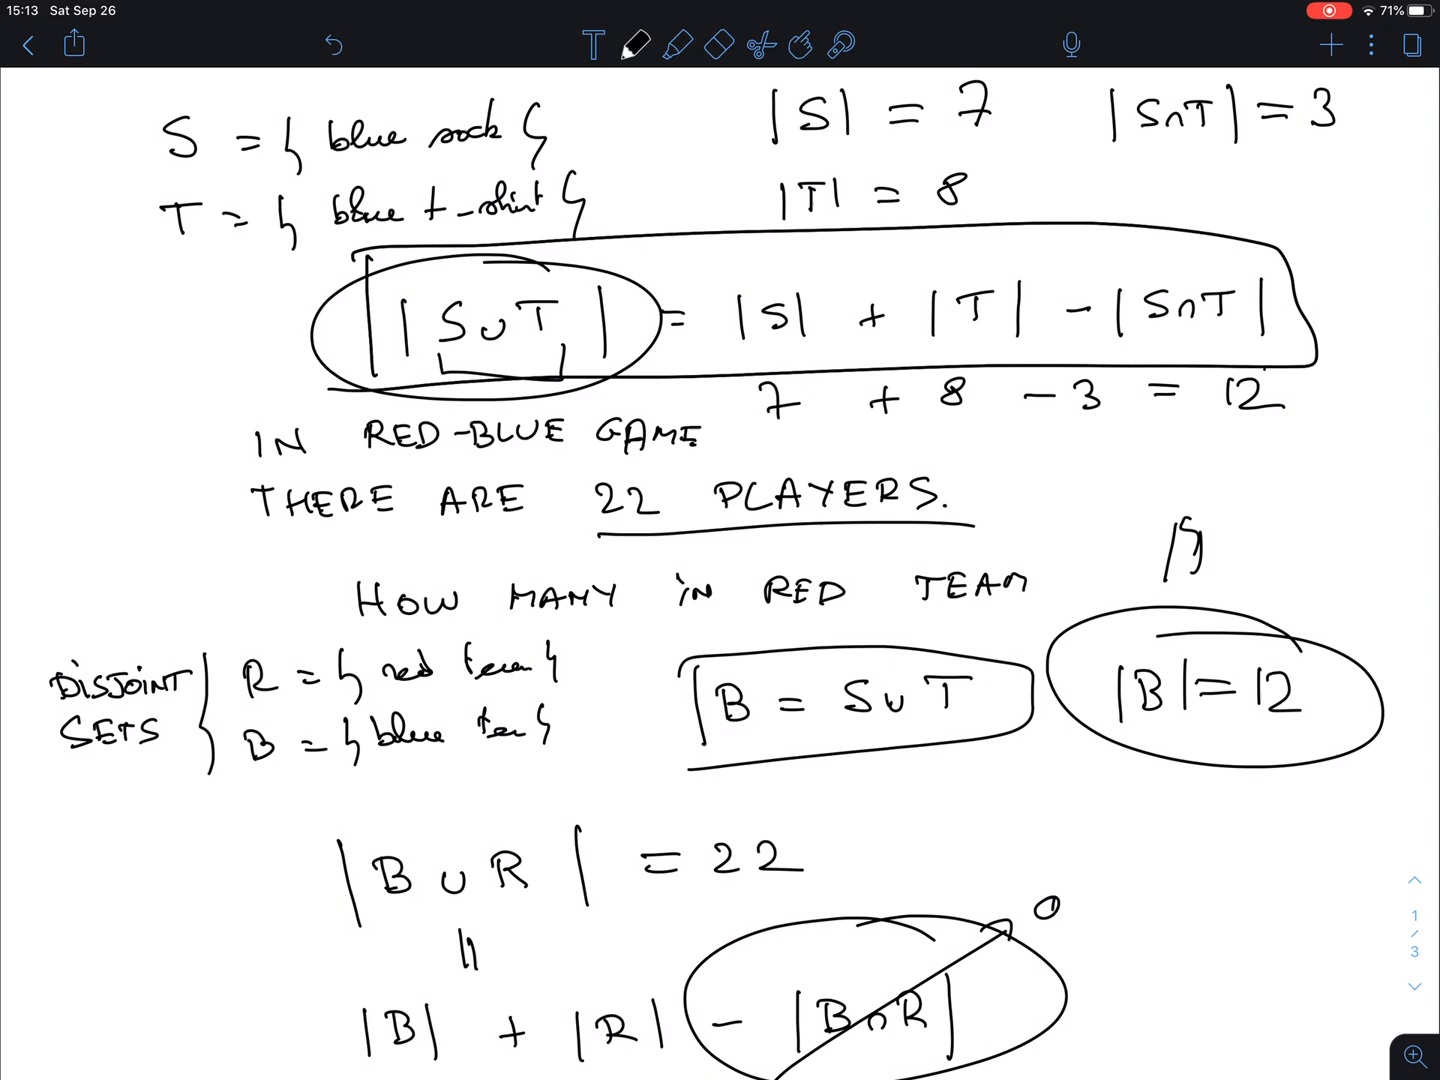 15:13 Sat Sep 26
71%
S = { blue sock }
|S| = 7
|S∩T| = 3
T = { blue t-shirt }
|T| = 8
|S∪T| = |S| + |T| - |S∩T|
7 + 8 - 3 = 12
IN RED-BLUE GAME
THERE ARE 22 PLAYERS.
HOW MANY IN RED TEAM
DISJOINT SETS
R = { red team }
B = { blue team }
B = S∪T
|B| = 12
|B∪R| = 22
=
0
|B| + |R| - |B∩R|
1
/
3